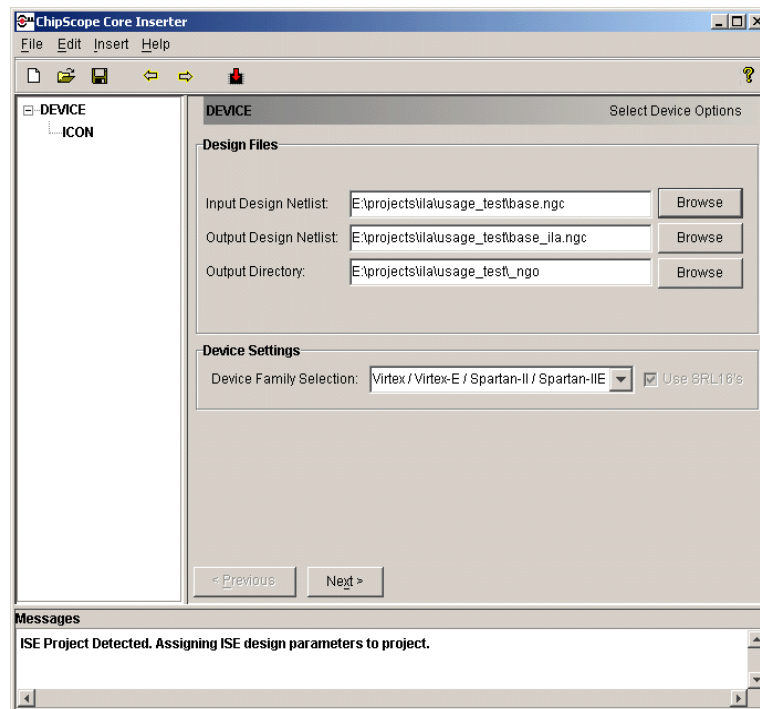 ChipScope Core Inserter
File Edit Insert Help
DEVICE
ICON
DEVICE Select Device Options
Design Files
Input Design Netlist: E:\projects\ila\usage_test\base.ngc Browse
Output Design Netlist: E:\projects\ila\usage_test\base_ila.ngc Browse
Output Directory: E:\projects\ila\usage_test\_ngo Browse
Device Settings
Device Family Selection: Virtex / Virtex-E / Spartan-II / Spartan-IIE Use SRL16's
< Previous Next >
Messages
ISE Project Detected. Assigning ISE design parameters to project.